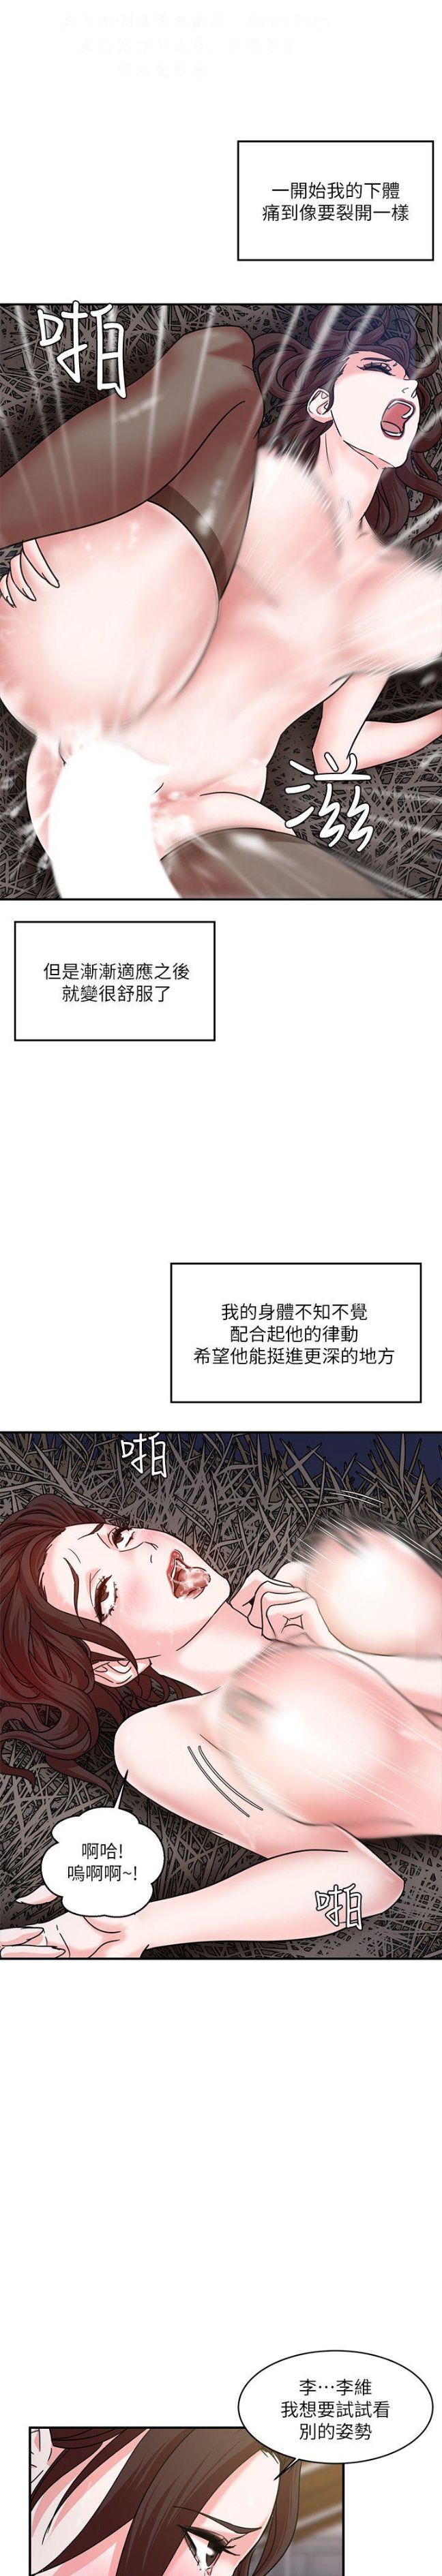 一開始我的下體
痛到像要裂開一樣
啪
滋
但是漸漸適應之後
就變很舒服了
我的身體不知不覺
配合起他的律動
希望他能挺進更深的地方
啪
啊哈!
嗚啊啊~!
啪
李…李維
我想要試試看
別的姿勢